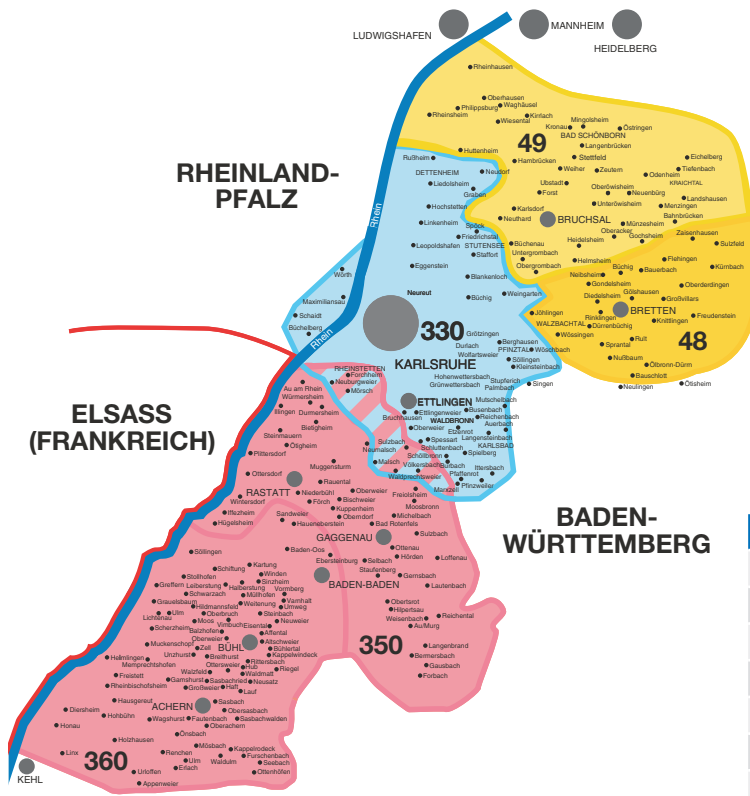 LUDWIGSHAFEN
MANNHEIM
HEIDELBERG
Rheinhausen
Oberhausen
Philippsburg
Waghäusel
Rheinsheim
Wiesental
Kirrlach
Kronau
Mingolsheim
Östringen
BAD SCHÖNBORN
49
Langenbrücken
Huttenheim
Rußheim
Hambrücken
Stettfeld
Eichelberg
RHEINLAND-
PFALZ
DETTENHEIM
Neudorf
Weiher
Zeutern
Odenheim
Tiefenbach
Liedolsheim
Graben
Ubstadt
Forst
Oberöwisheim
Neuenbürg
KRAICHTAL
Landshausen
Hochstetten
Karlsdorf
Unteröwisheim
Menzingen
Neuthard
BRUCHSAL
Münzesheim
Bahnbrücken
Linkenheim
Spöck
Friedrichstal
Oberacker
Gochsheim
Zaisenhausen
Leopoldshafen
STUTENSEE
Staffort
Büchenau
Heidelsheim
Sulzfeld
Untergrombach
Helmsheim
Flehingen
Eggenstein
Obergrombach
Neibsheim
Büchig
Bauerbach
Kürnbach
Wörth
Blankenloch
Gondelsheim
Oberderdingen
Rhein
Neureut
Büchig
Weingarten
Diedelsheim
Gölshausen
Großvillars
Maximiliansau
Jöhlingen
BRETTEN
Schaidt
Rinklingen
Knittlingen
Freudenstein
Büchelberg
330
Grötzingen
WALZBACHTAL
Dürrenbüchig
48
Rhein
Durlach
Berghausen
Wössingen
Ruit
Sprantal
KARLSRUHE
Wolfartsweier
PFINZTAL
Wöschbach
Söllingen
Nußbaum
Kleinsteinbach
Ölbronn-Dürrn
RHEINSTETTEN
Forchheim
Hohenwettersbach
Grünwettersbach
Stupferich
Palmbach
Singen
Bauschlott
Neulingen
Ötisheim
Neuburgweier
Mörsch
Au am Rhein
Würmersheim
ETTLINGEN
Mutschelbach
Illingen
Durmersheim
Bruchhausen
Ettlingenweier
Busenbach
Reichenbach
ELSASS
(FRANKREICH)
Bietigheim
WALDBRONN
Auerbach
Steinmauern
Oberweier
Etzenrot
Langensteinbach
Ötigheim
Sulzbach
Spessart
KARLSBAD
Neumalsch
Schluttenbach
Schöllbronn
Spielberg
Plittersdorf
Muggensturm
Malsch
Völkersbach
Burbach
Ittersbach
Ottersdorf
Waldprechtsweier
Pfaffenrot
RASTATT
Rauental
Marxzell
Pfinzweiler
Wintersdorf
Niederbühl
Oberweier
Freiolsheim
Förch
Bischweier
Moosbronn
Iffezheim
Sandweier
Kuppenheim
Michelbach
Hügelsheim
Haueneberstein
Oberndorf
Bad Rotenfels
GAGGENAU
Sulzbach
BADEN-
WÜRTTEMBERG
Söllingen
Baden-Oos
Ottenau
Ebersteinburg
Hörden
Loffenau
Stollhofen
Schiftung
Kartung
Selbach
Winden
Staufenberg
Greffern
Leiberstung
Sinzheim
BADEN-BADEN
Gernsbach
Halberstung
Vormberg
Lautenbach
Schwarzach
Müllhofen
Varnhalt
Grauelsbaum
Hildmannsfeld
Weitenung
Umweg
Obertsrot
Ulm
Oberbruch
Steinbach
Hilpertsau
Lichtenau
Moos
Vimbuch
Eisental
Neuweier
Weisenbach
Reichental
Scherzheim
Balzhofen
Affental
Au/Murg
Oberweier
Altschweier
350
Muckenschopf
Zell
BÜHL
Bühlertal
Langenbrand
Unzhurst
Breithurst
Kappelwindeck
Helmlingen
Rittersbach
Bermersbach
Memprechtshofen
Ottersweier
Hub
Riegel
Gausbach
Freistett
Walzfeld
Waldmatt
Forbach
Gamshurst
Sasbachried
Neusatz
Rheinbischofsheim
Großweier
Haft
Lauf
Hausgereut
ACHERN
Sasbach
Diersheim
Obersasbach
Hohbühn
Wagshurst
Fautenbach
Sasbachwalden
Honau
Oberachern
Önsbach
Holzhausen
Mösbach
Kappelrodeck
Linx
360
Renchen
Furschenbach
Ulm
Waldulm
Seebach
Urloffen
Erlach
Ottenhöfen
KEHL
Appenweier